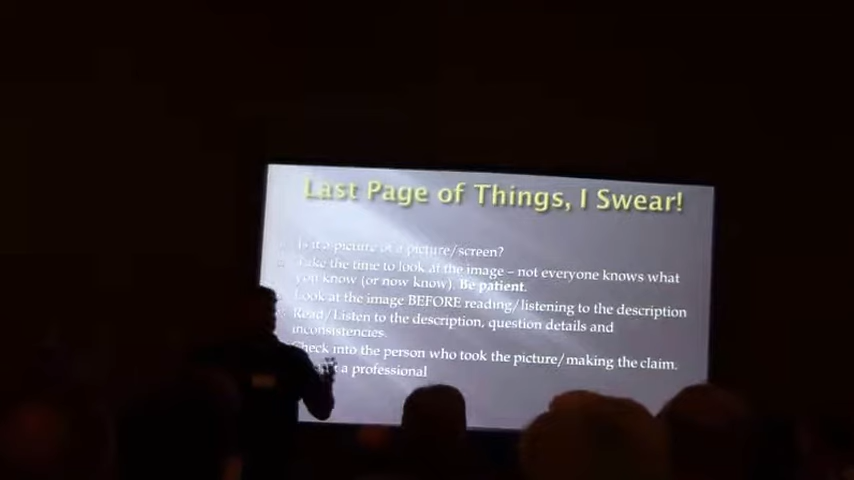 Last Page of Things, I Swear!
Is it a picture of a picture/screen?
Take the time to look at the image – not everyone knows what
you know (or now know). Be patient.
Look at the image BEFORE reading/listening to the description
Read/Listen to the description, question details and
inconsistencies.
Check into the person who took the picture/making the claim.
a professional